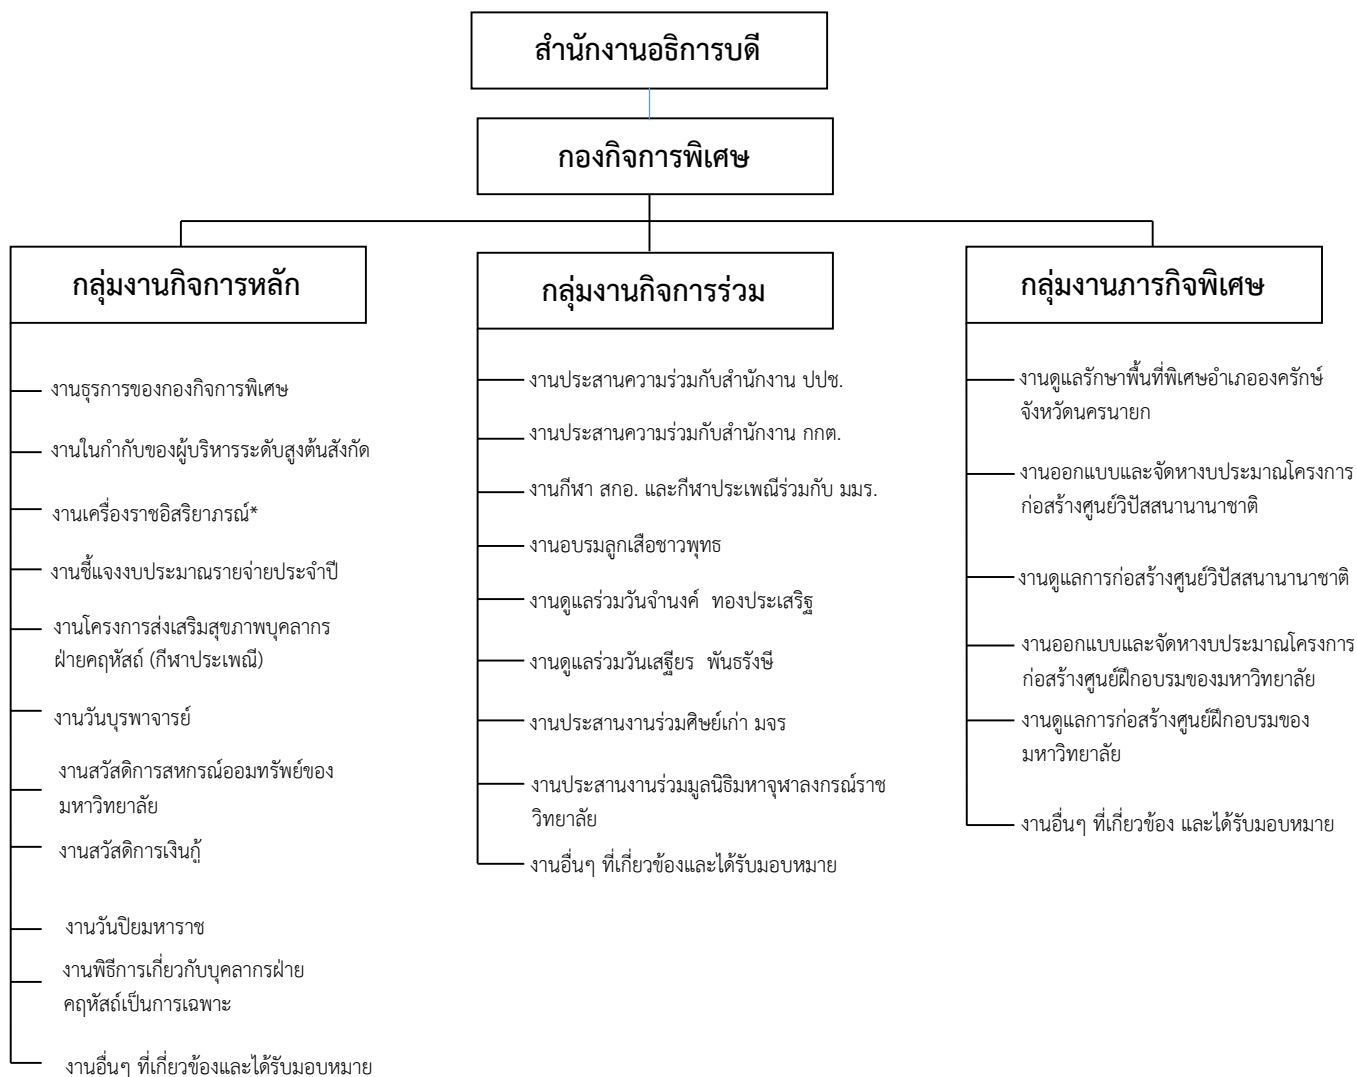 สำนักงานอธิการบดี
กองกิจการพิเศษ
กลุ่มงานกิจการหลัก
งานธุรการของกองกิจการพิเศษ
งานในกำกับของผู้บริหารระดับสูงต้นสังกัด
งานเครื่องราชอิสริยาภรณ์*
งานชี้แจงงบประมาณรายจ่ายประจำปี
งานโครงการส่งเสริมสุขภาพบุคลากร
ฝ่ายคฤหัสถ์ (กีฬาประเพณี)
งานวันบุรพาจารย์
งานสวัสดิการสหกรณ์ออมทรัพย์ของ
มหาวิทยาลัย
งานสวัสดิการเงินกู้
งานวันปิยมหาราช
งานพิธีการเกี่ยวกับบุคลากรฝ่าย
คฤหัสถ์เป็นการเฉพาะ
งานอื่นๆ ที่เกี่ยวข้องและได้รับมอบหมาย
กลุ่มงานกิจการร่วม
งานประสานความร่วมกับสำนักงาน ปปช.
งานประสานความร่วมกับสำนักงาน กกต.
งานกีฬา สกอ. และกีฬาประเพณีร่วมกับ มมร.
งานอบรมลูกเสือชาวพุทธ
งานดูแลร่วมวันจำนงค์ ทองประเสริฐ
งานดูแลร่วมวันเสฐียร พันธรังษี
งานประสานงานร่วมศิษย์เก่า มจร
งานประสานงานร่วมมูลนิธิมหาจุฬาลงกรณ์ราช
วิทยาลัย
งานอื่นๆ ที่เกี่ยวข้องและได้รับมอบหมาย
กลุ่มงานภารกิจพิเศษ
งานดูแลรักษาพื้นที่พิเศษอำเภอองครักษ์
จังหวัดนครนายก
งานออกแบบและจัดหางบประมาณโครงการ
ก่อสร้างศูนย์วิปัสสนานานาชาติ
งานดูแลการก่อสร้างศูนย์วิปัสสนานานาชาติ
งานออกแบบและจัดหางบประมาณโครงการ
ก่อสร้างศูนย์ฝึกอบรมของมหาวิทยาลัย
งานดูแลการก่อสร้างศูนย์ฝึกอบรมของ
มหาวิทยาลัย
งานอื่นๆ ที่เกี่ยวข้อง และได้รับมอบหมาย